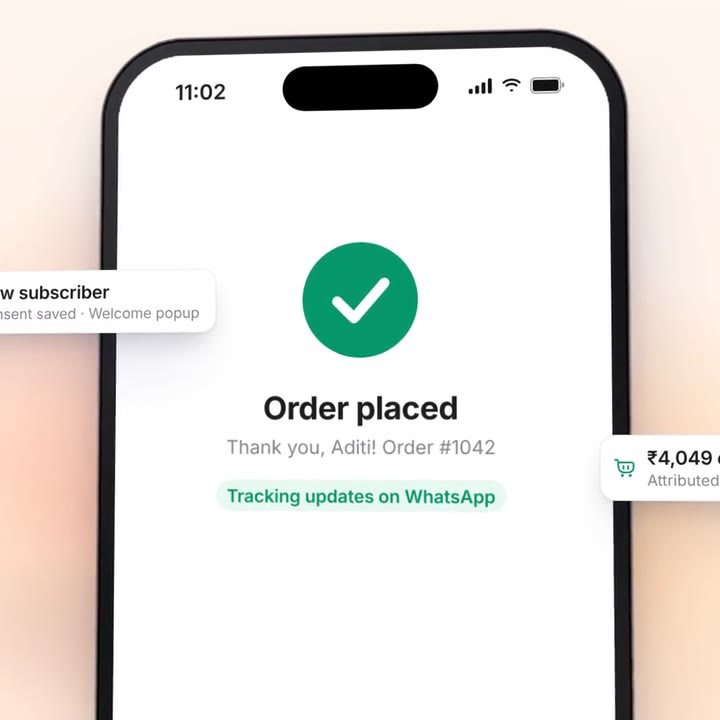 11:02
w subscriber
nsent saved · Welcome popup
Order placed
Thank you, Aditi! Order #1042
₹4,049
Attributed
Tracking updates on WhatsApp